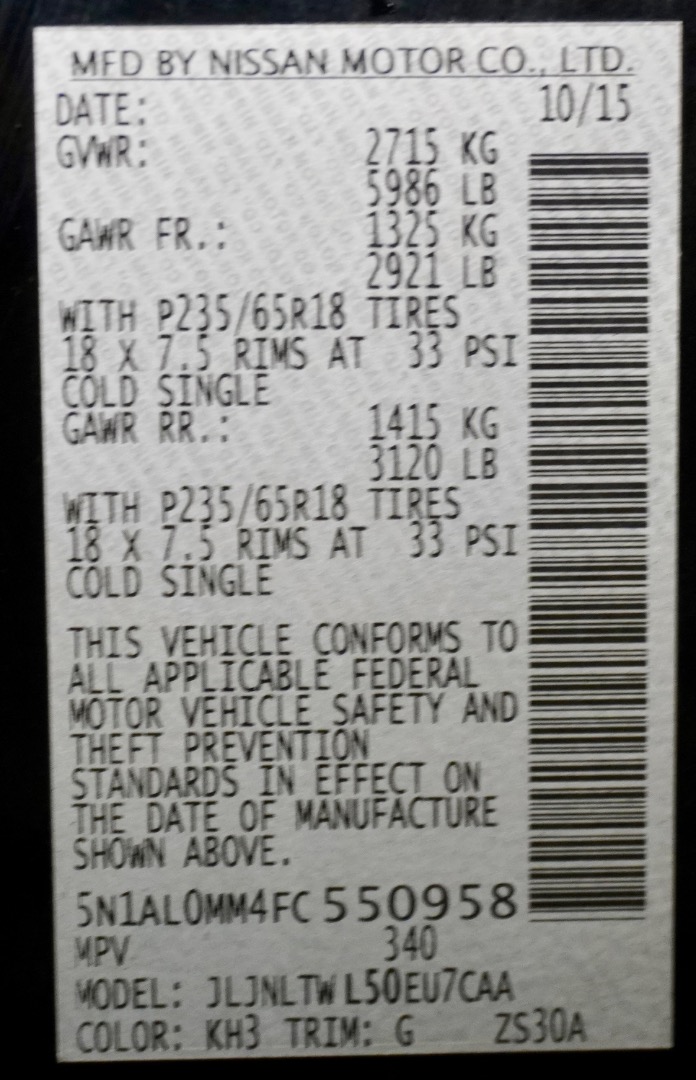 MFD BY NISSAN MOTOR CO., LTD.
DATE: 10/15
GVWR: 2715 KG
5986 LB
GAWR FR.: 1325 KG
2921 LB
WITH P235/65R18 TIRES
18 X 7.5 RIMS AT 33 PSI
COLD SINGLE
GAWR RR.: 1415 KG
3120 LB
WITH P235/65R18 TIRES
18 X 7.5 RIMS AT 33 PSI
COLD SINGLE
THIS VEHICLE CONFORMS TO
ALL APPLICABLE FEDERAL
MOTOR VEHICLE SAFETY AND
THEFT PREVENTION
STANDARDS IN EFFECT ON
THE DATE OF MANUFACTURE
SHOWN ABOVE.
5N1AL0MM4FC550958
MPV 340
MODEL: JLJNLTWL50EU7CAA
COLOR: KH3 TRIM: G ZS30A